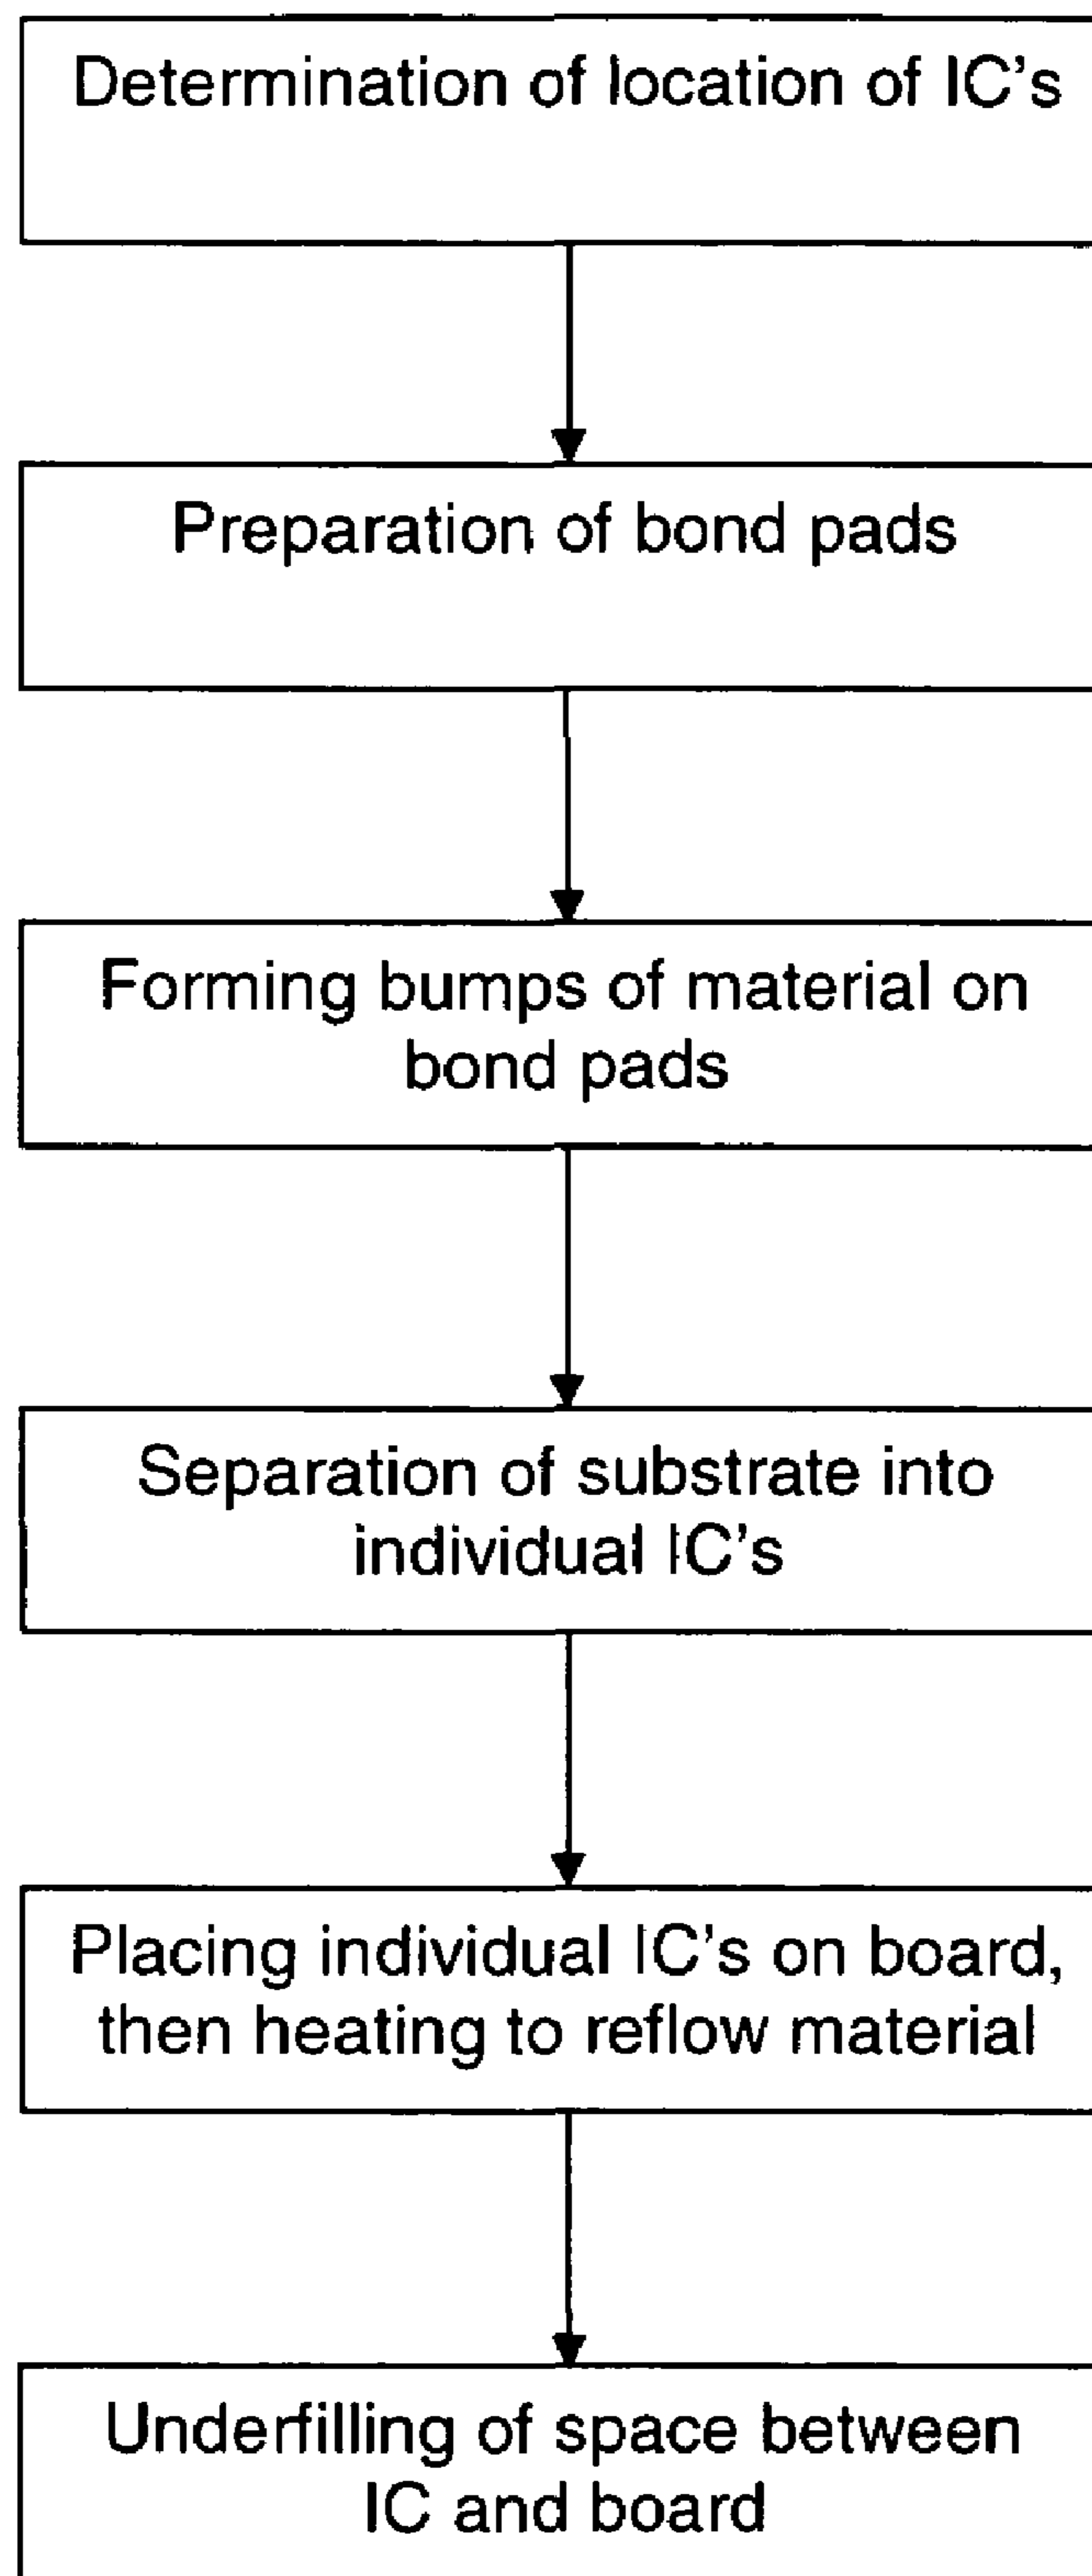 Determination of location of IC's
Preparation of bond pads
Forming bumps of material on
bond pads
Separation of substrate into
individual IC's
Placing individual IC's on board,
then heating to reflow material
Underfilling of space between
IC and board